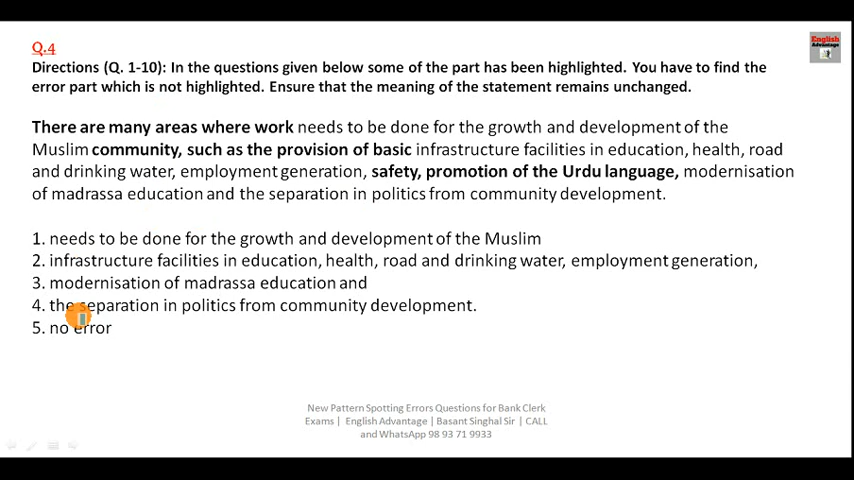 Q.4
English
Advantage
Directions (Q. 1-10): In the questions given below some of the part has been highlighted. You have to find the
error part which is not highlighted. Ensure that the meaning of the statement remains unchanged.
There are many areas where work needs to be done for the growth and development of the
Muslim community, such as the provision of basic infrastructure facilities in education, health, road
and drinking water, employment generation, safety, promotion of the Urdu language, modernisation
of madrassa education and the separation in politics from community development.
1. needs to be done for the growth and development of the Muslim
2. infrastructure facilities in education, health, road and drinking water, employment generation,
3. modernisation of madrassa education and
4. the separation in politics from community development.
5. no error
New Pattern Spotting Errors Questions for Bank Clerk
Exams | English Advantage | Basant Singhal Sir | CALL
and WhatsApp 98 93 71 9933